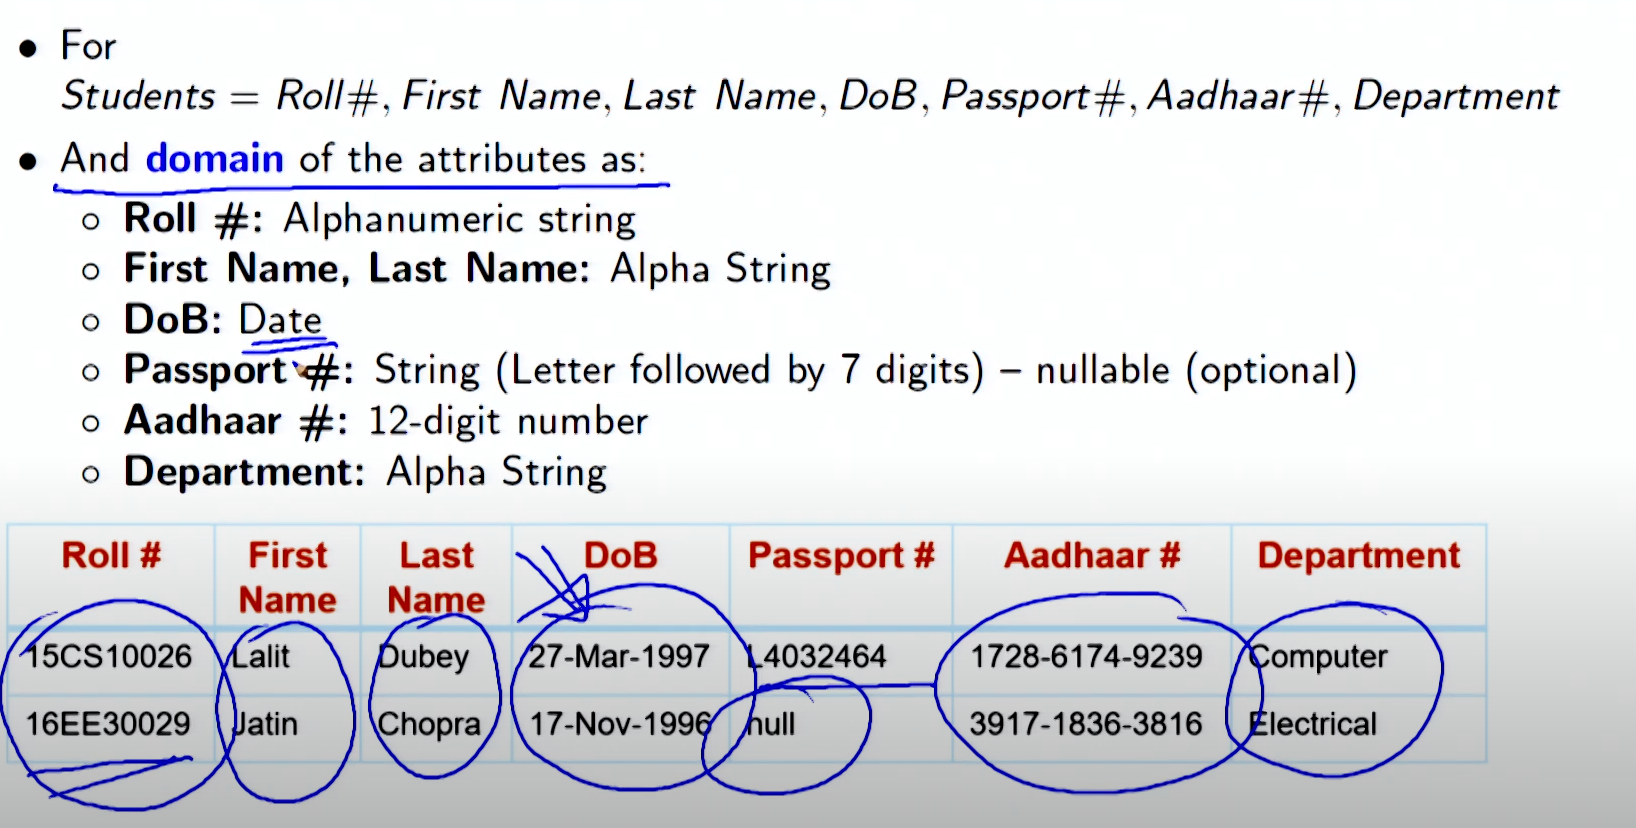 • For
Students = Roll#, First Name, Last Name, DoB, Passport#, Aadhaar#, Department
• And domain of the attributes as:
◦ Roll #: Alphanumeric string
◦ First Name, Last Name: Alpha String
◦ DoB: Date
◦ Passport #: String (Letter followed by 7 digits) – nullable (optional)
◦ Aadhaar #: 12-digit number
◦ Department: Alpha String
Roll # First Name Last Name DoB Passport # Aadhaar # Department
15CS10026 Lalit Dubey 27-Mar-1997 L4032464 1728-6174-9239 Computer
16EE30029 Jatin Chopra 17-Nov-1996 null 3917-1836-3816 Electrical